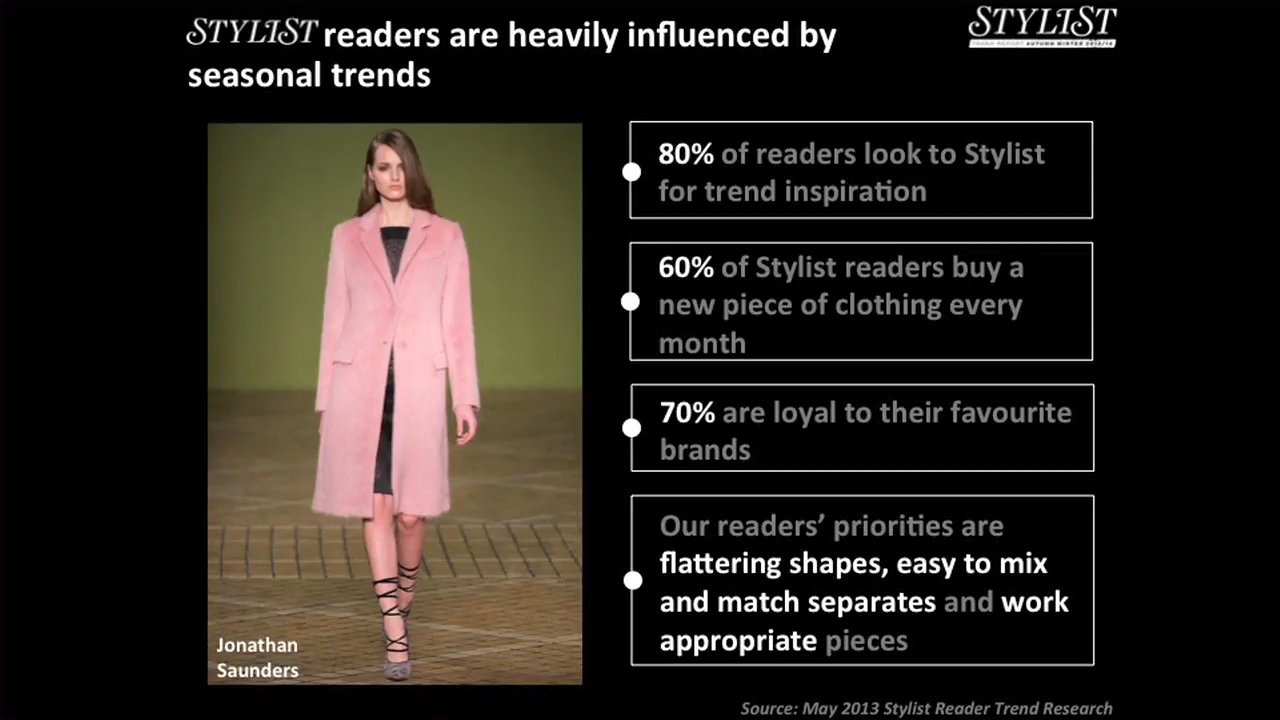 STYLIST readers are heavily influenced by
seasonal trends
STYLIST
80% of readers look to Stylist
for trend inspiration
60% of Stylist readers buy a
new piece of clothing every
month
70% are loyal to their favourite
brands
Our readers’ priorities are
flattering shapes, easy to mix
and match separates and work
appropriate pieces
Jonathan
Saunders
Source: May 2013 Stylist Reader Trend Research